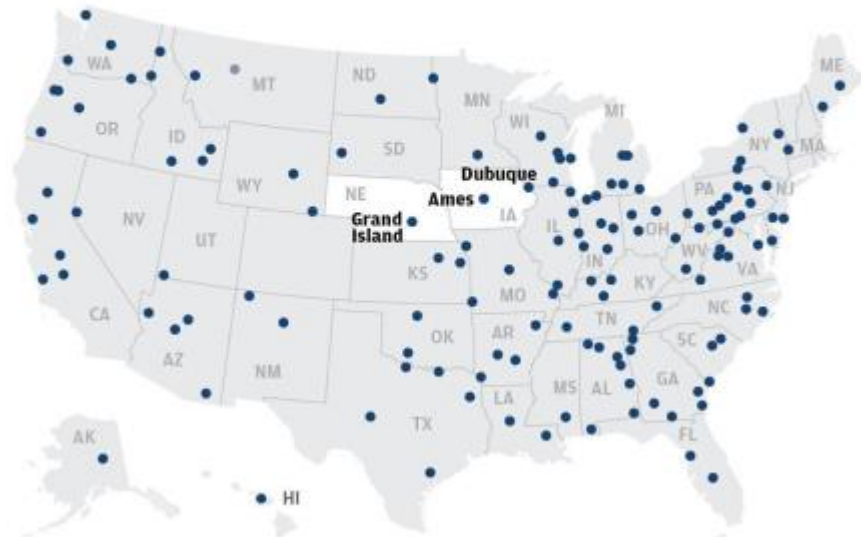 WA
MT
ND
MN
ME
OR
ID
SD
WI
MI
NY
MA
WY
NE
Dubuque
Ames
IA
PA
NJ
NV
UT
Grand
Island
IL
IN
OH
WV
VA
KS
MO
KY
CA
NC
AZ
NM
OK
AR
TN
SC
TX
LA
MS
AL
GA
FL
AK
HI